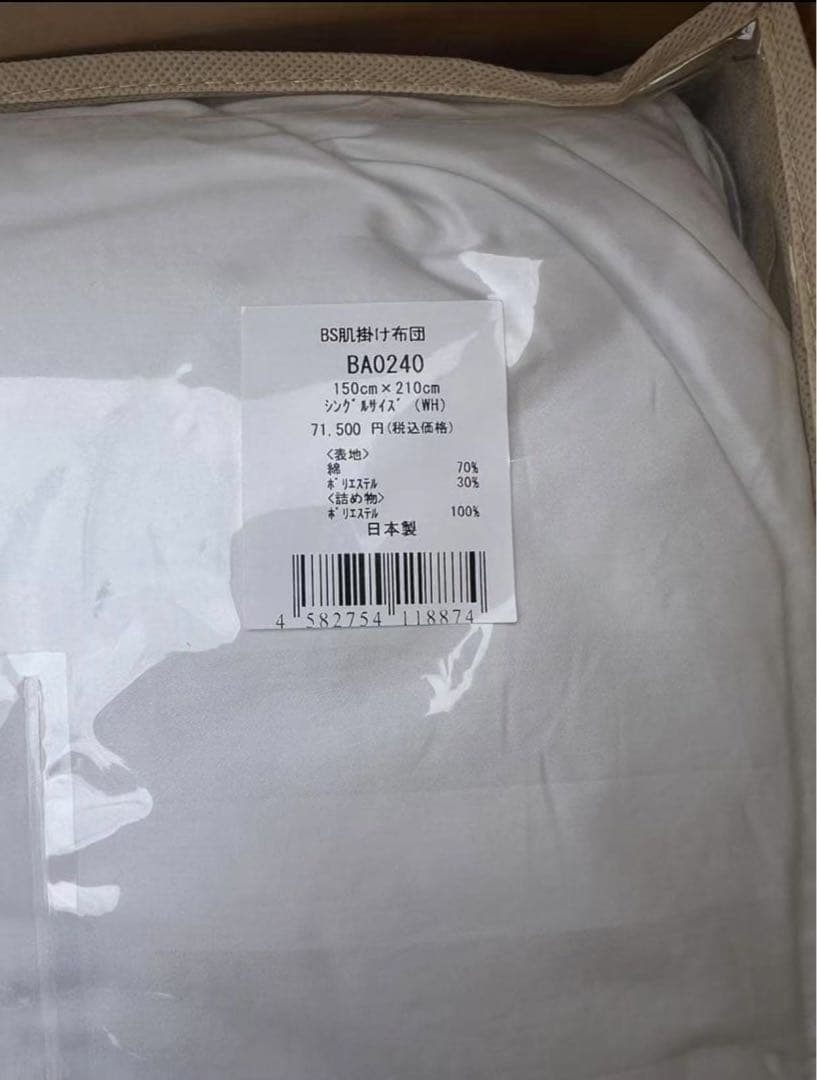 BS肌掛け布団
BA0240
150cm×210cm
シングルサイズ (WH)
71,500 円(税込価格)
<表地>
綿 70%
ポリエステル 30%
<詰め物>
ポリエステル 100%
日本製
4 582754 118874